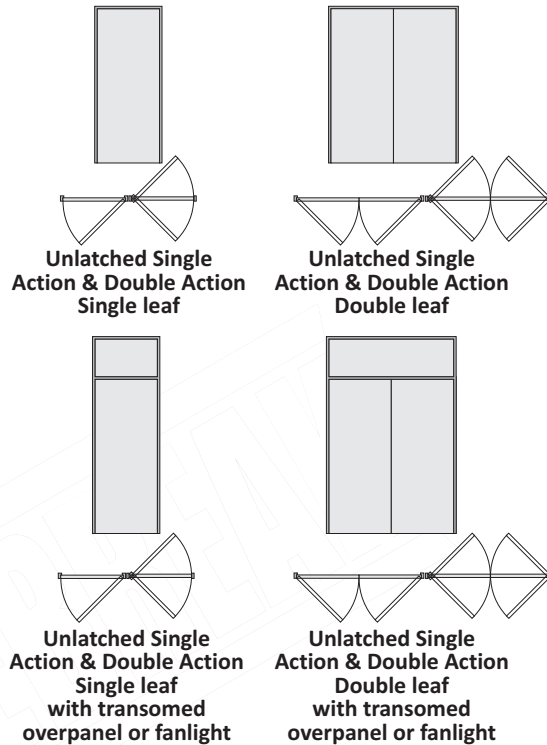 Unlatched Single
Action & Double Action
Single leaf
Unlatched Single
Action & Double Action
Double leaf
Unlatched Single
Action & Double Action
Single leaf
with transomed
overpanel or fanlight
Unlatched Single
Action & Double Action
Double leaf
with transomed
overpanel or fanlight